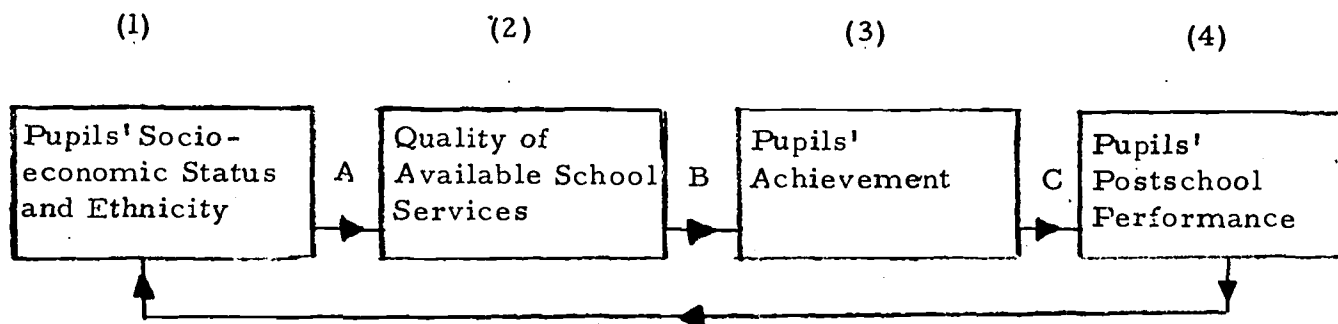 (1) (2) (3) (4)
Pupils' Socio-
economic Status
and Ethnicity
A
Quality of
Available School
Services
B
Pupils'
Achievement
C
Pupils'
Postschool
Performance